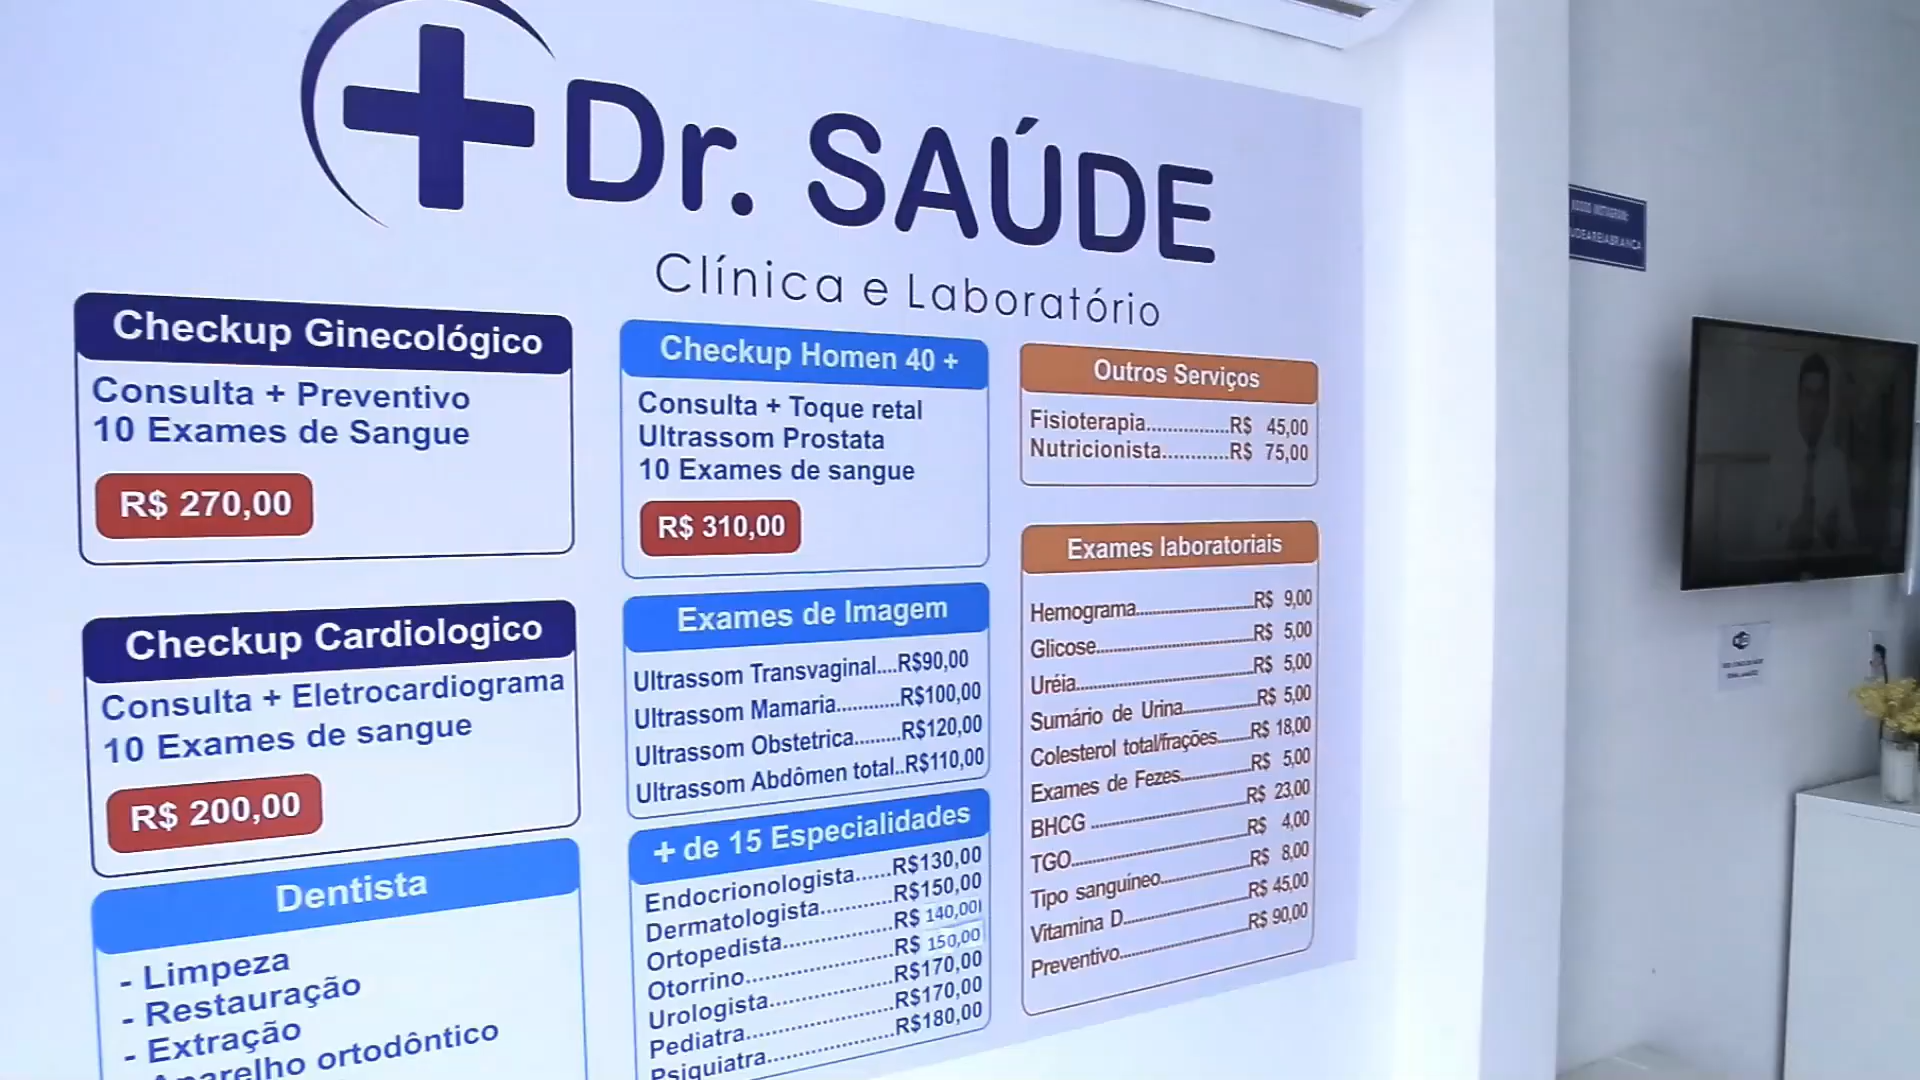 Dr. SAÚDE
Clínica e Laboratório
Checkup Ginecológico
Consulta + Preventivo
10 Exames de Sangue
R$ 270,00
Checkup Cardiologico
Consulta + Eletrocardiograma
10 Exames de sangue
R$ 200,00
Dentista
- Limpeza
- Restauração
- Extração
- Aparelho ortodôntico
Checkup Homen 40 +
Consulta + Toque retal
Ultrassom Prostata
10 Exames de sangue
R$ 310,00
Exames de Imagem
Ultrassom Transvaginal....R$90,00
Ultrassom Mamaria............R$100,00
Ultrassom Obstetrica........R$120,00
Ultrassom Abdômen total..R$110,00
+ de 15 Especialidades
Endocrionologista......R$130,00
Dermatologista............R$150,00
Ortopedista..................R$ 140,00
Otorrino........................R$ 150,00
Urologista.....................R$170,00
Pediatra........................R$170,00
Psiquiatra.....................R$180,00
Outros Serviços
Fisioterapia................R$ 45,00
Nutricionista............R$ 75,00
Exames laboratoriais
Hemograma..............................R$ 9,00
Glicose........................................R$ 5,00
Uréia.............................................R$ 5,00
Sumário de Urina...................R$ 5,00
Colesterol total/frações........R$ 18,00
Exames de Fezes..................R$ 5,00
BHCG ........................................R$ 23,00
TGO.............................................R$ 4,00
Tipo sanguíneo.......................R$ 8,00
Vitamina D................................R$ 45,00
Preventivo.................................R$ 90,00
NOSSO INSTAGRAM:
UDEAREIABRANCA